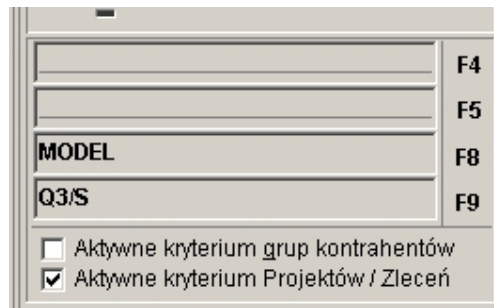 F4
F5
MODEL F8
Q3/S F9
Aktywne kryterium grup kontrahentów
Aktywne kryterium Projektów / Zleceń